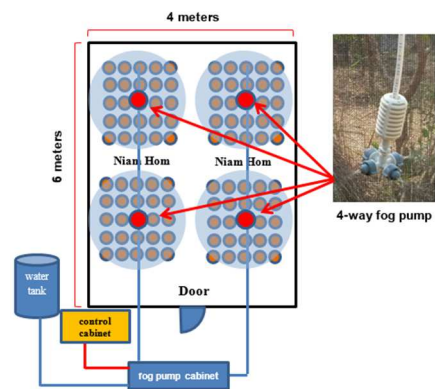 4 meters
6 meters
Niam Hom
Niam Hom
4-way fog pump
Door
water
tank
control
cabinet
fog pump cabinet